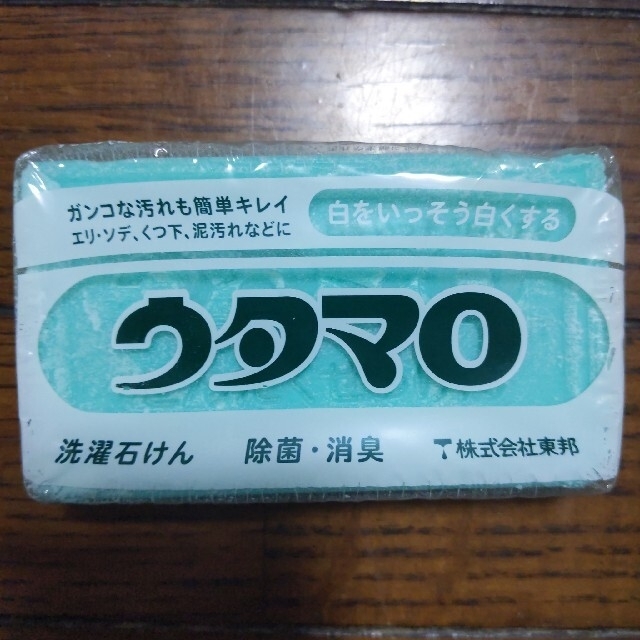 ガンコな汚れも簡単キレイ
エリ・ソデ、くつ下、泥汚れなどに
白をいっそう白くする
ウタマロ
洗濯石けん
除菌・消臭
株式会社東邦